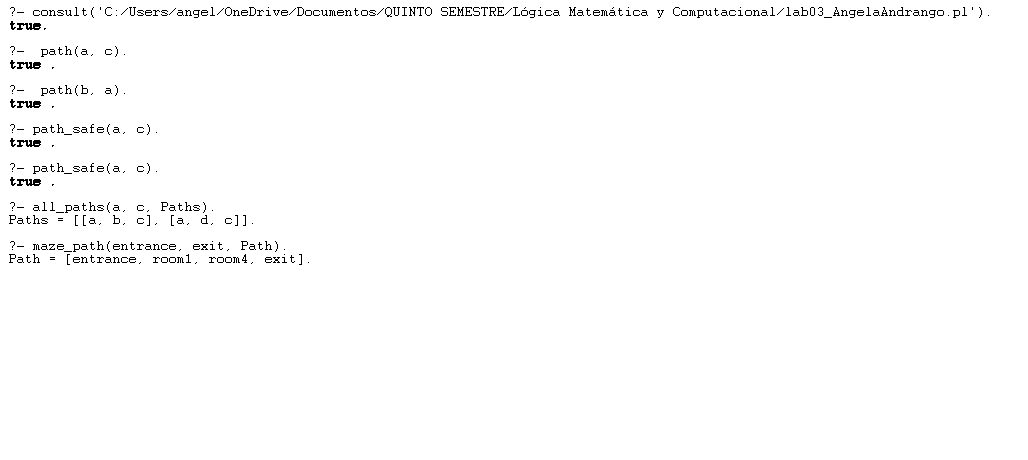 ?- consult('C:/Users/angel/OneDrive/Documentos/QUINTO SEMESTRE/Lógica Matemática y Computacional/lab03_AngelaAndrango.pl').
true.
?-  path(a, c).
true .
?-  path(b, a).
true .
?- path_safe(a, c).
true .
?- path_safe(a, c).
true .
?- all_paths(a, c, Paths).
Paths = [[a, b, c], [a, d, c]].
?- maze_path(entrance, exit, Path).
Path = [entrance, room1, room4, exit].